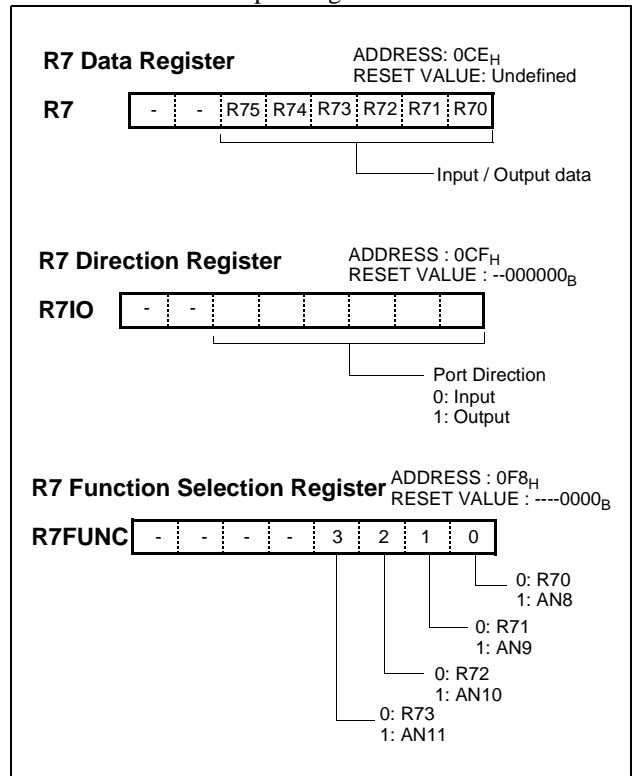 R7 Data Register
ADDRESS: 0CEH
RESET VALUE: Undefined
R7 - - R75 R74 R73 R72 R71 R70
Input / Output data
R7 Direction Register
ADDRESS : 0CFH
RESET VALUE : --000000B
R7IO - -
Port Direction
0: Input
1: Output
R7 Function Selection Register
ADDRESS : 0F8H
RESET VALUE : ----0000B
R7FUNC - - - - 3 2 1 0
0: R70
1: AN8
0: R71
1: AN9
0: R72
1: AN10
0: R73
1: AN11